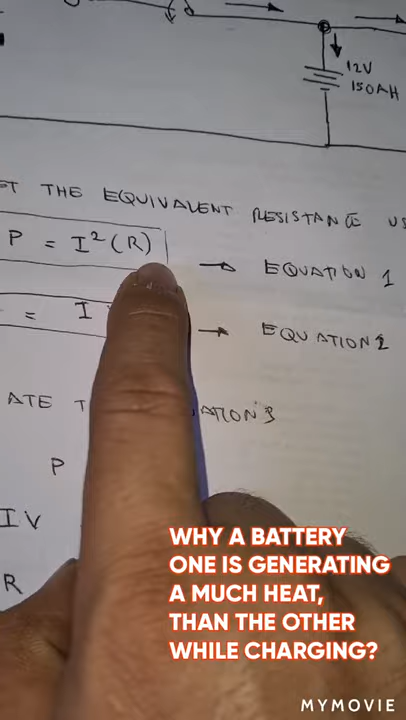 12V
150AH
THE EQUIVALENT RESISTANCE
P = I²(R)
→ EQUATION 1
= I
→ EQUATION 2
ATE
P
IV
R
WHY A BATTERY
ONE IS GENERATING
A MUCH HEAT,
THAN THE OTHER
WHILE CHARGING?
MYMOVIE